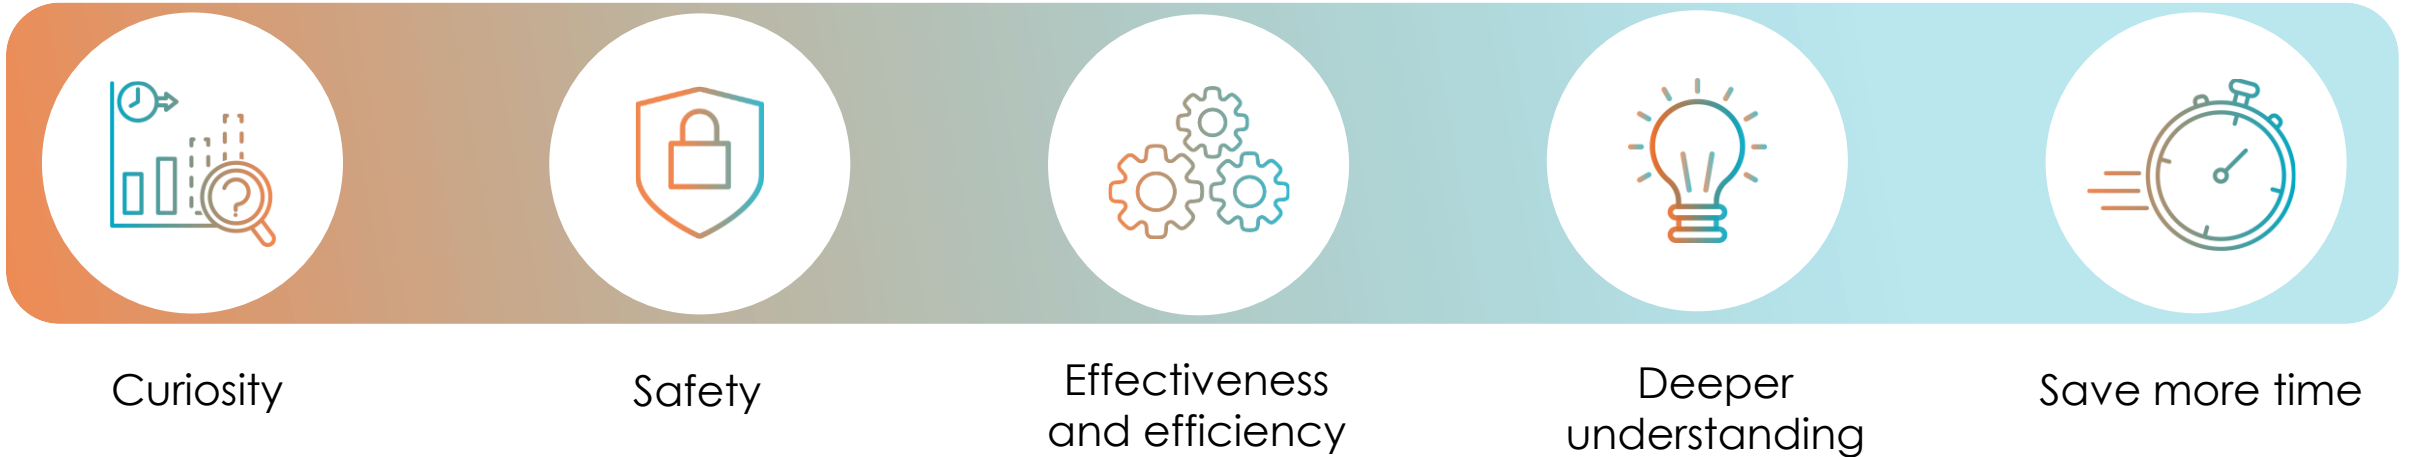 ?
Curiosity
Safety
Effectiveness
and efficiency
Deeper
understanding
Save more time